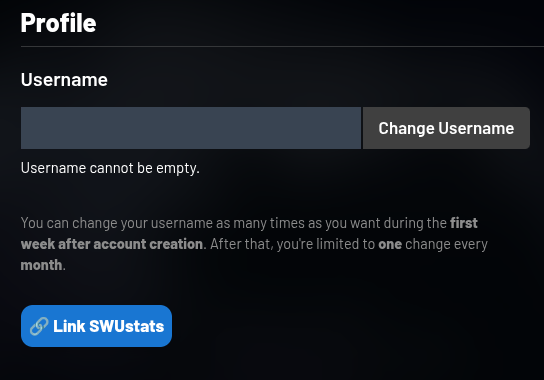 Profile
Username
Change Username
Username cannot be empty.
You can change your username as many times as you want during the first
week after account creation. After that, you're limited to one change every
month.
Link SWUstats